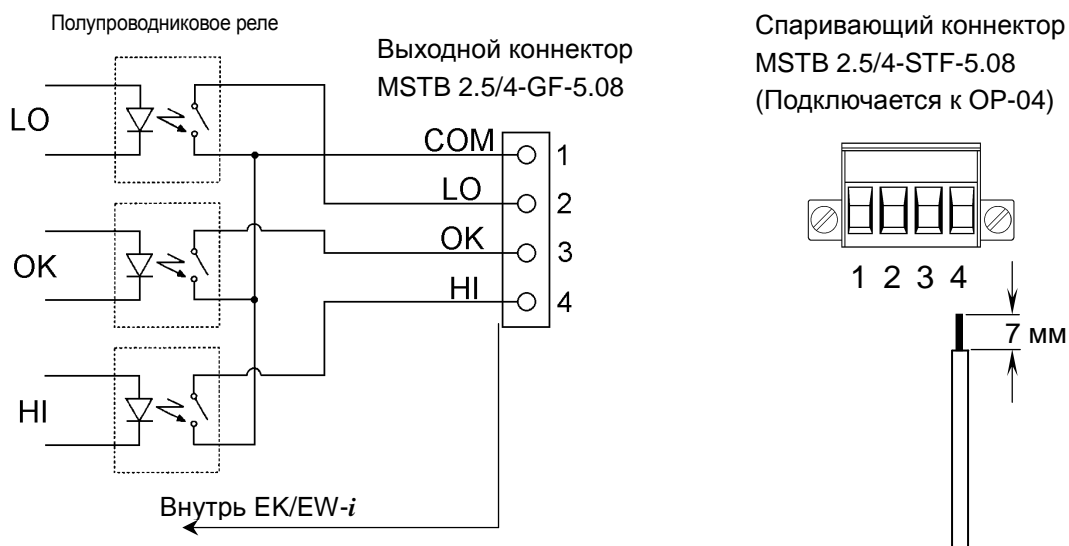 Полупроводниковое реле
Выходной коннектор
MSTB 2.5/4-GF-5.08
Спаривающий коннектор
MSTB 2.5/4-STF-5.08
(Подключается к OP-04)
LO
OK
HI
COM 1
LO 2
OK 3
HI 4
Внутрь EK/EW-i
1 2 3 4
7 мм